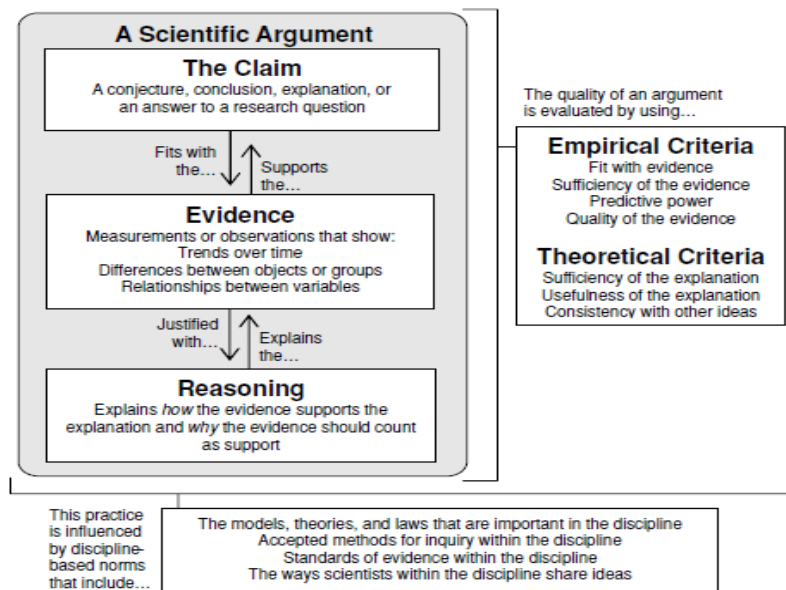 A Scientific Argument
The Claim
A conjecture, conclusion, explanation, or
an answer to a research question
Fits with
the...
Supports
the...
Evidence
Measurements or observations that show:
Trends over time
Differences between objects or groups
Relationships between variables
Justified
with...
Explains
the...
Reasoning
Explains how the evidence supports the
explanation and why the evidence should count
as support
The quality of an argument
is evaluated by using...
Empirical Criteria
Fit with evidence
Sufficiency of the evidence
Predictive power
Quality of the evidence
Theoretical Criteria
Sufficiency of the explanation
Usefulness of the explanation
Consistency with other ideas
This practice
is influenced
by discipline-
based norms
that include...
The models, theories, and laws that are important in the discipline
Accepted methods for inquiry within the discipline
Standards of evidence within the discipline
The ways scientists within the discipline share ideas